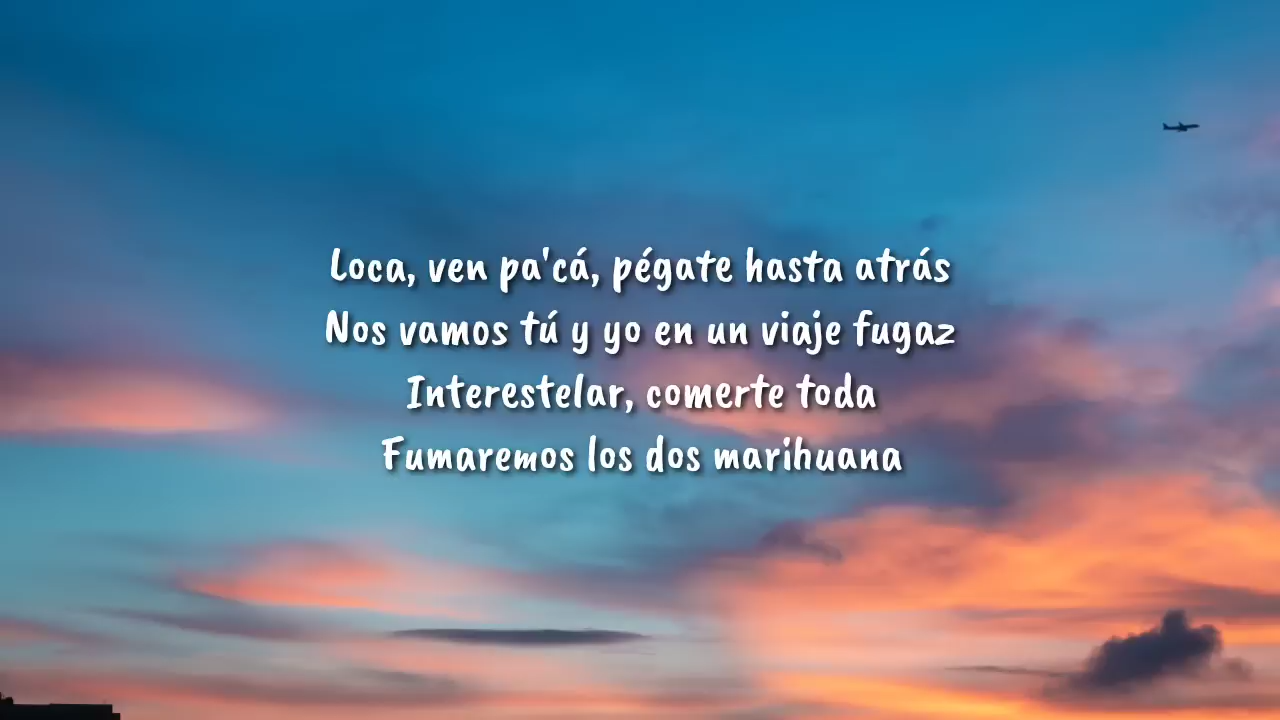 Loca, ven pa'cá, pégate hasta atrás
Nos vamos tú y yo en un viaje fugaz
Interestelar, comerte toda
Fumaremos los dos marihuana